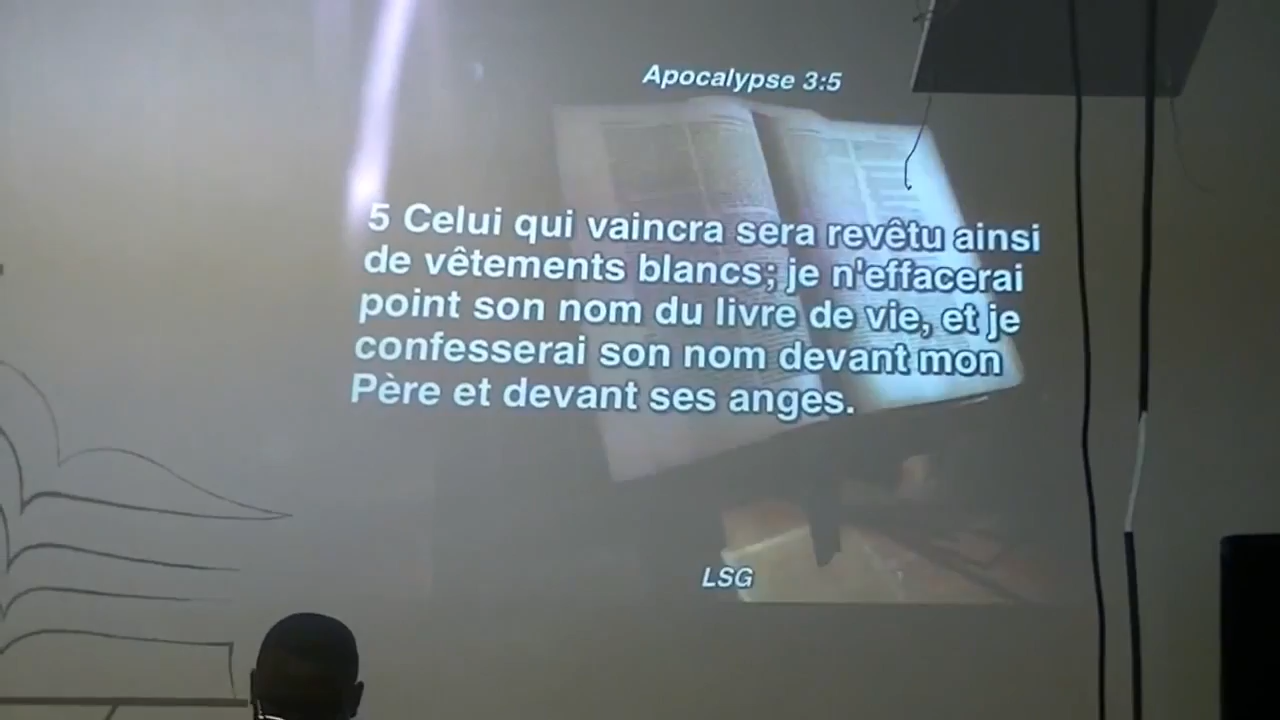 Apocalypse 3:5
5 Celui qui vaincra sera revêtu ainsi
de vêtements blancs; je n'effacerai
point son nom du livre de vie, et je
confesserai son nom devant mon
Père et devant ses anges.
LSG